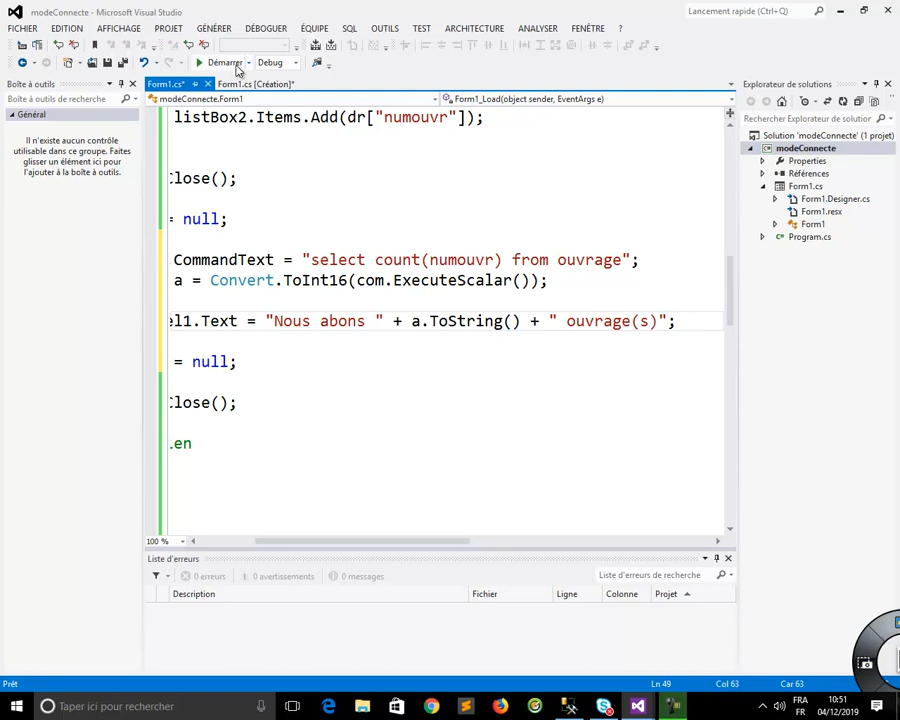 modeConnecte - Microsoft Visual Studio
Lancement rapide (Ctrl+Q)
FICHIER EDITION AFFICHAGE PROJET GÉNÉRER DÉBOGUER ÉQUIPE SQL OUTILS TEST ARCHITECTURE ANALYSER FENÊTRE ?
Démarrer Debug
Boîte à outils
Form1.cs* Form1.cs [Création]*
Explorateur de solutions
Boîte à outils de recherche
modeConnecte.Form1
Form1_Load(object sender, EventArgs e)
Général
Il n'existe aucun contrôle
utilisable dans ce groupe. Faites
glisser un élément ici pour
l'ajouter à la boîte à outils.
listBox2.Items.Add(dr["numouvr"]);
Close();
= null;
CommandText = "select count(numouvr) from ouvrage";
a = Convert.ToInt16(com.ExecuteScalar());
el1.Text = "Nous abons " + a.ToString() + " ouvrage(s)";
= null;
Close();
en
Rechercher Explorateur de soluti
Solution 'modeConnecte' (1 projet)
modeConnecte
Properties
Références
Form1.cs
Form1.Designer.cs
Form1.resx
Form1
Program.cs
100 %
Liste d'erreurs
0 erreurs 0 avertissements 0 messages
Liste d'erreurs de recherche
Description Fichier Ligne Colonne Projet
Prêt Ln 49 Col 63 Car 63
Taper ici pour rechercher
FRA 10:51
FR 04/12/2019